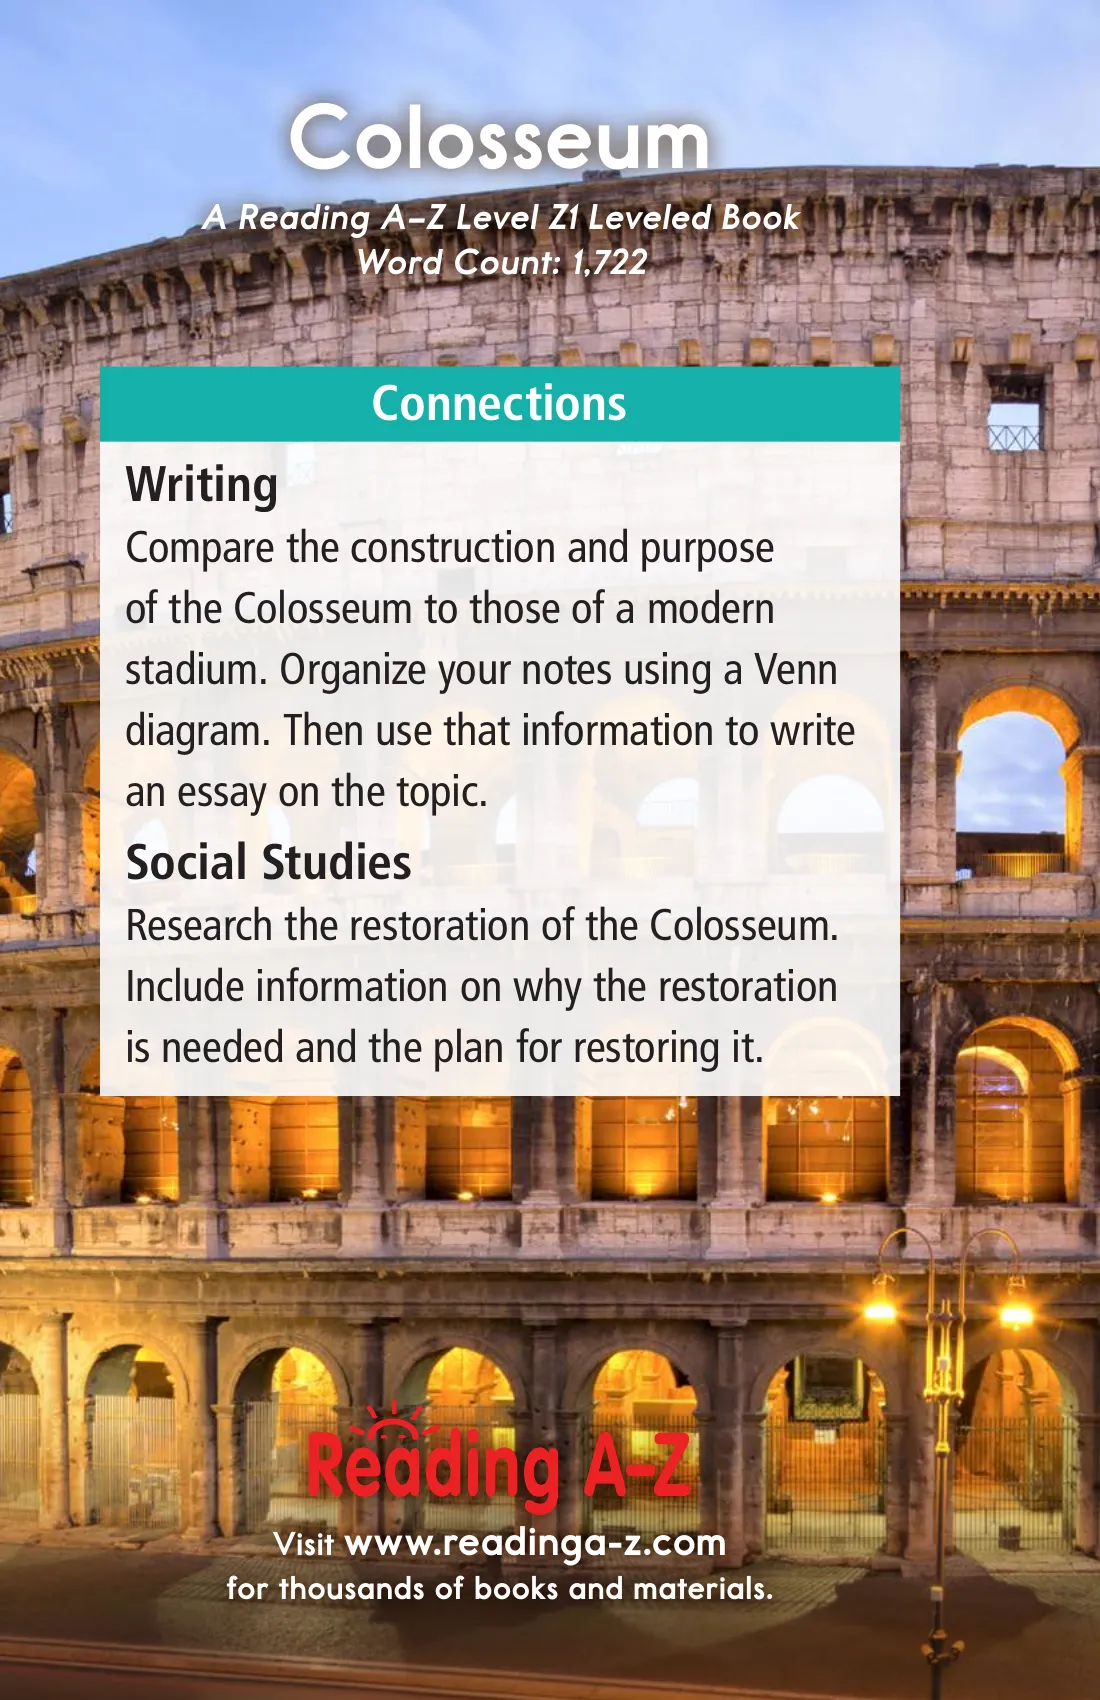 Colosseum
A Reading A–Z Level Z1 Leveled Book
Word Count: 1,722
Connections
Writing
Compare the construction and purpose
of the Colosseum to those of a modern
stadium. Organize your notes using a Venn
diagram. Then use that information to write
an essay on the topic.
Social Studies
Research the restoration of the Colosseum.
Include information on why the restoration
is needed and the plan for restoring it.
Reading A-Z
Visit www.readinga-z.com
for thousands of books and materials.